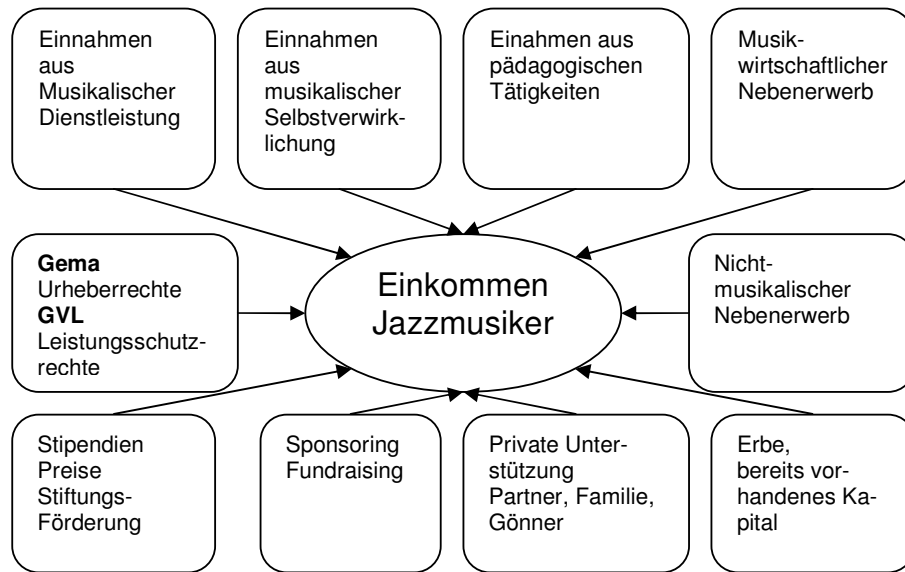 Einnahmen
aus
Musikalischer
Dienstleistung
Einnahmen
aus
musikalischer
Selbstverwirk-
lichung
Einahmen aus
pädagogischen
Tätigkeiten
Musik-
wirtschaftlicher
Nebenerwerb
Gema
Urheberrechte
GVL
Leistungsschutz-
rechte
Einkommen
Jazzmusiker
Nicht-
musikalischer
Nebenerwerb
Stipendien
Preise
Stiftungs-
Förderung
Sponsoring
Fundraising
Private Unter-
stützung
Partner, Familie,
Gönner
Erbe,
bereits vor-
handenes Ka-
pital